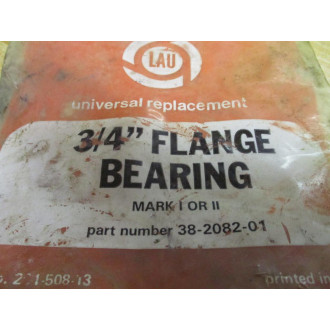 LAU
universal replacement
3/4" FLANGE
BEARING
MARK I OR II
part number 38-2082-01
printed in